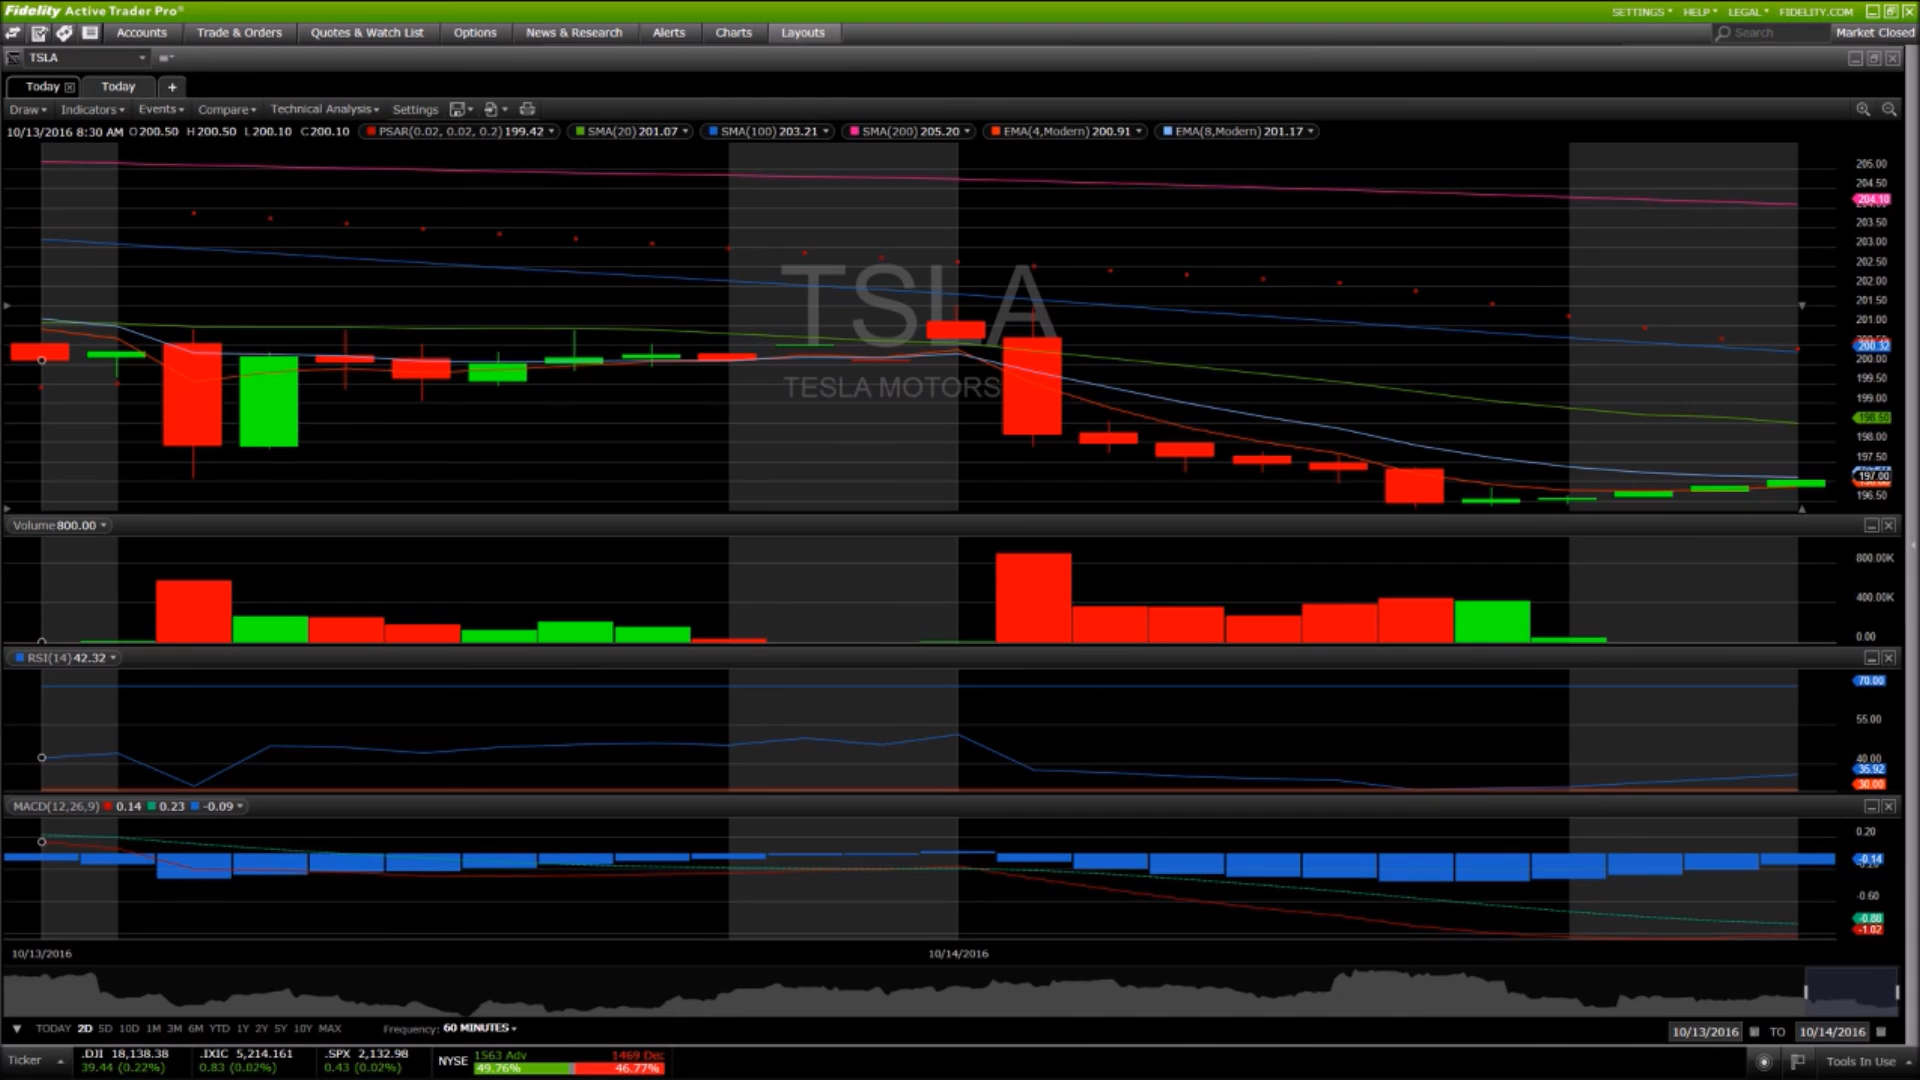 Fidelity Active Trader Pro®
SETTINGS HELP LEGAL FIDELITY.COM
Accounts Trade & Orders Quotes & Watch List Options News & Research Alerts Charts Layouts Search Market Closed
TSLA
Today Today +
Draw Indicators Events Compare Technical Analysis Settings
10/13/2016 8:30 AM O 200.50 H 200.50 L 200.10 C 200.10 PSAR(0.02, 0.02, 0.2) 199.42 SMA(20) 201.07 SMA(100) 203.21 SMA(200) 205.20 EMA(4,Modern) 200.91 EMA(8,Modern) 201.17
205.00
204.50
204.10
203.50
203.00
202.50
202.00
201.50
201.00
200.32
200.00
199.50
199.00
198.50
198.00
197.50
197.00
196.50
TSLA
TESLA MOTORS
Volume 800.00
800.00K
400.00K
0.00
RSI(14) 42.32
70.00
55.00
40.00
35.92
30.00
MACD(12,26,9) 0.14 0.23 -0.09
0.20
-0.14
-0.20
-0.60
-0.88
-1.02
10/13/2016 10/14/2016
TODAY 2D 5D 10D 1M 3M 6M YTD 1Y 2Y 5Y 10Y MAX Frequency: 60 MINUTES 10/13/2016 TO 10/14/2016
Ticker .DJI 18,138.38 39.44 (0.22%) .IXIC 5,214.161 0.83 (0.02%) .SPX 2,132.98 0.43 (0.02%) NYSE 1563 Adv 1469 Dec 49.76% 46.77% Tools In Use